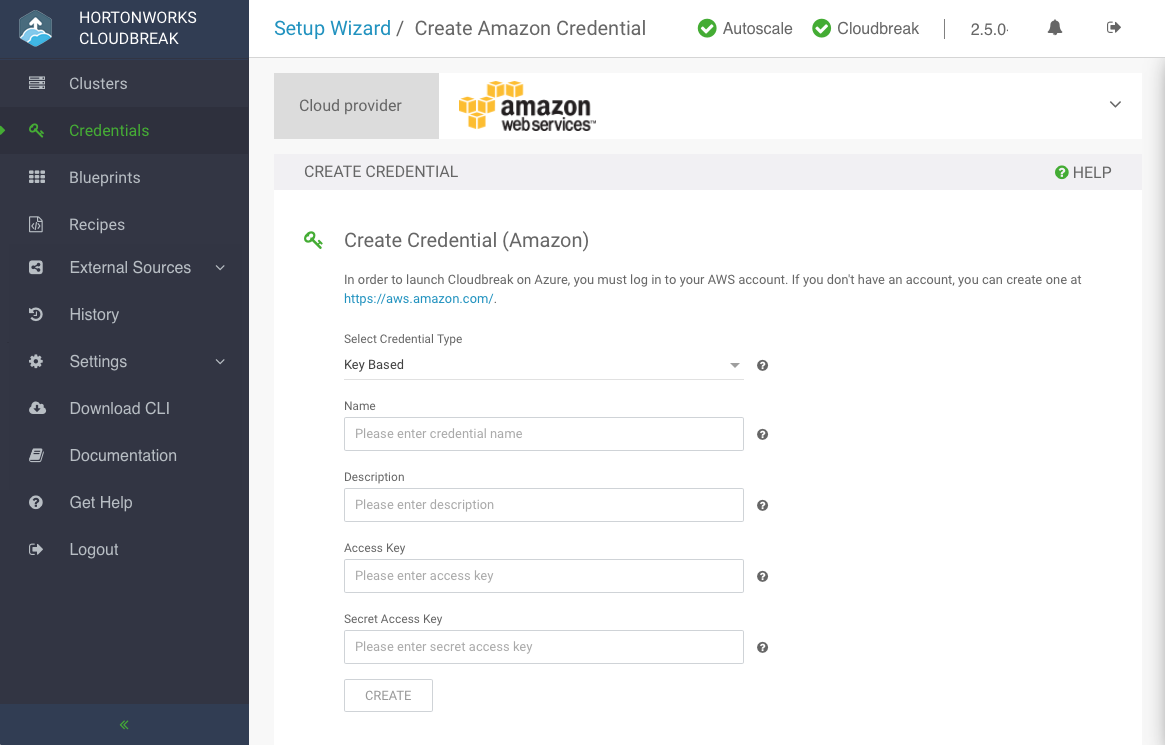 HORTONWORKS
CLOUDBREAK
Clusters
Credentials
Blueprints
Recipes
External Sources
History
Settings
Download CLI
Documentation
Get Help
Logout
Setup Wizard / Create Amazon Credential
Autoscale
Cloudbreak
2.5.0-
Cloud provider
amazon
web services™
CREATE CREDENTIAL
HELP
Create Credential (Amazon)
In order to launch Cloudbreak on Azure, you must log in to your AWS account. If you don't have an account, you can create one at
https://aws.amazon.com/.
Select Credential Type
Key Based
Name
Please enter credential name
Description
Please enter description
Access Key
Please enter access key
Secret Access Key
Please enter secret access key
CREATE